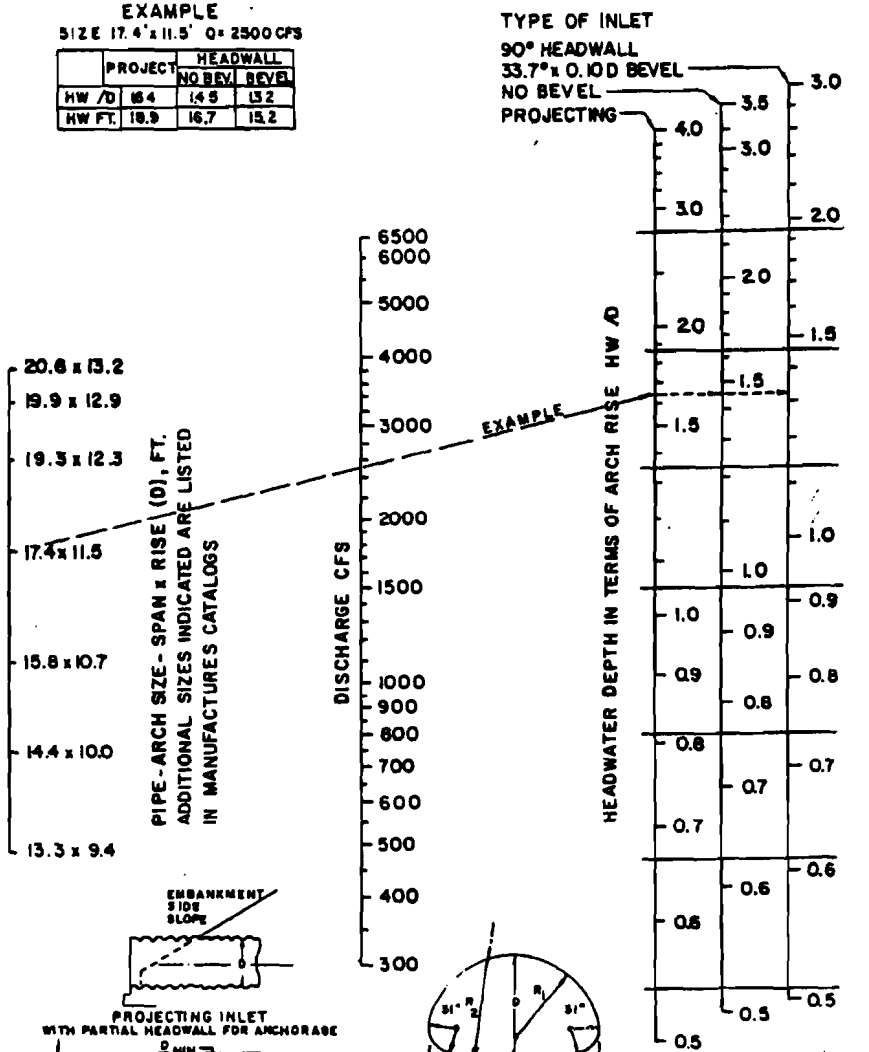 EXAMPLE
SIZE 17.4'x11.5' Q= 2500 CFS
PROJECT HEADWALL
NO BEV. BEVEL
HW /D 1.64 1.45 1.32
HW FT. 18.9 16.7 15.2
TYPE OF INLET
90° HEADWALL
33.7° x 0.10D BEVEL
NO BEVEL
PROJECTING
20.6 x 13.2
19.9 x 12.9
19.3 x 12.3
17.4 x 11.5
15.8 x 10.7
14.4 x 10.0
13.3 x 9.4
PIPE-ARCH SIZE- SPAN x RISE (D), FT.
ADDITIONAL SIZES INDICATED ARE LISTED
IN MANUFACTURES CATALOGS
DISCHARGE CFS
6500
6000
5000
4000
3000
2000
1500
1000
900
800
700
600
500
400
300
EXAMPLE
HEADWATER DEPTH IN TERMS OF ARCH RISE HW /D
4.0
3.0
2.0
1.5
1.0
0.9
0.8
0.7
0.6
0.5
3.5
3.0
2.0
1.5
1.0
0.9
0.8
0.7
0.6
0.5
3.0
2.0
1.5
1.0
0.9
0.8
0.7
0.6
0.5
EMBANKMENT
SIDE
SLOPE
D
PROJECTING INLET
WITH PARTIAL HEADWALL FOR ANCHORAGE
MIN
31°
R2
D
R1
31°